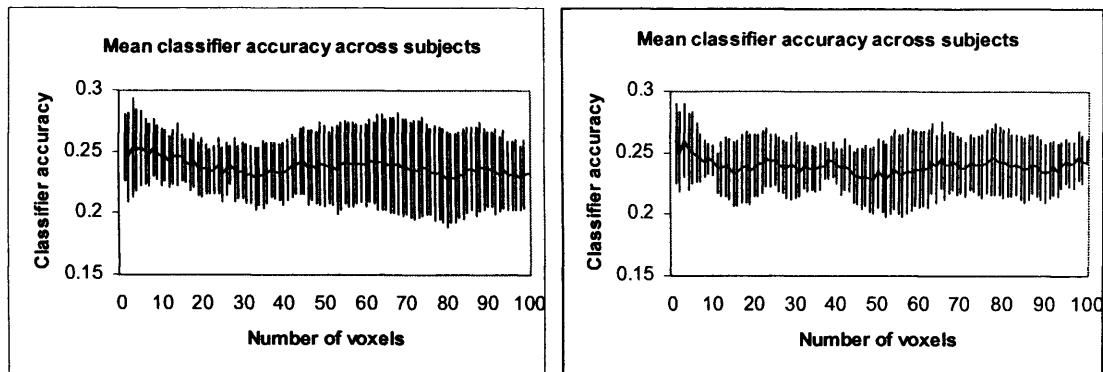 Mean classifier accuracy across subjects
Classifier accuracy
0.3
0.25
0.2
0.15
0 10 20 30 40 50 60 70 80 90 100
Number of voxels
Mean classifier accuracy across subjects
Classifier accuracy
0.3
0.25
0.2
0.15
0 10 20 30 40 50 60 70 80 90 100
Number of voxels